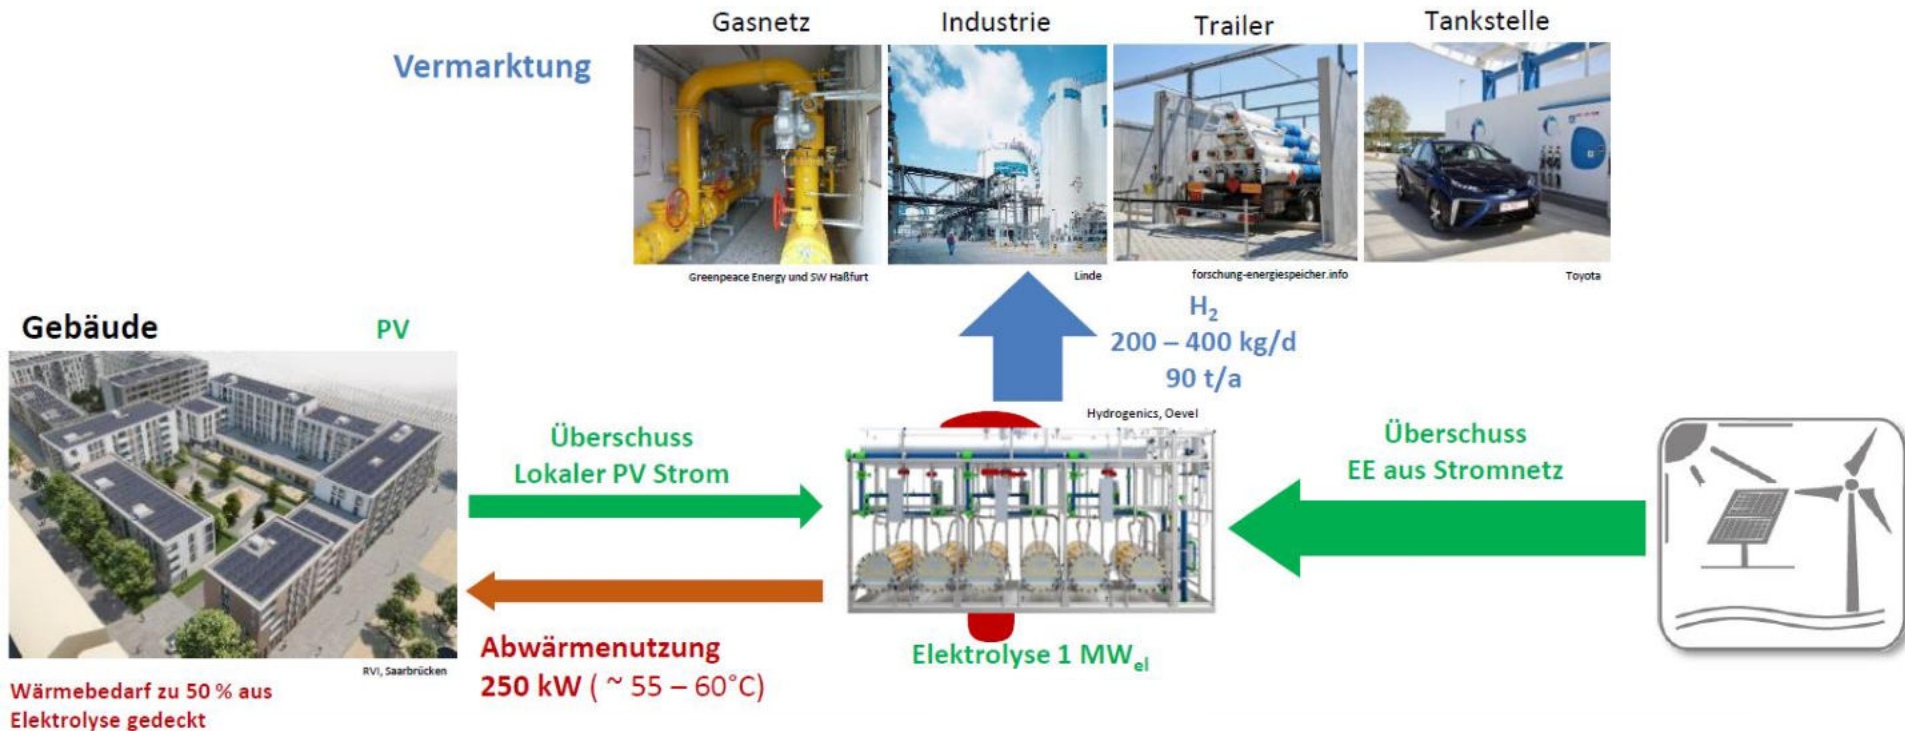 Gasnetz
Industrie
Trailer
Tankstelle
Vermarktung
Greenpeace Energy und SW Haßfurt
Linde
forschung-energiespeicher.info
Toyota
H₂
200 – 400 kg/d
90 t/a
Gebäude
PV
Hydrogenics, Oevel
Überschuss
Lokaler PV Strom
Überschuss
EE aus Stromnetz
Abwärmenutzung
250 kW ( ~ 55 – 60°C)
Elektrolyse 1 MWel
RVI, Saarbrücken
Wärmebedarf zu 50 % aus
Elektrolyse gedeckt